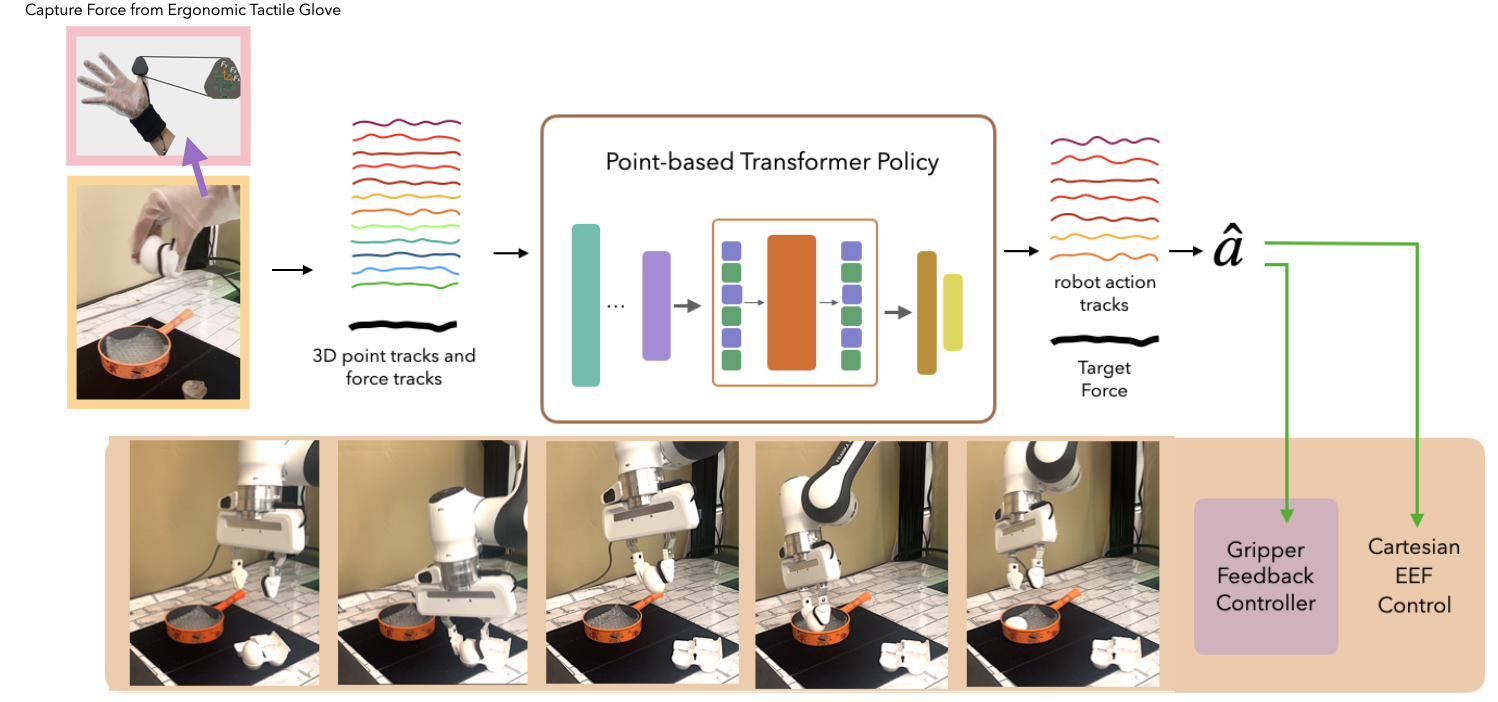 Capture Force from Ergonomic Tactile Glove
Point-based Transformer Policy
...
3D point tracks and
force tracks
robot action
tracks
Target
Force
â
Gripper
Feedback
Controller
Cartesian
EEF
Control